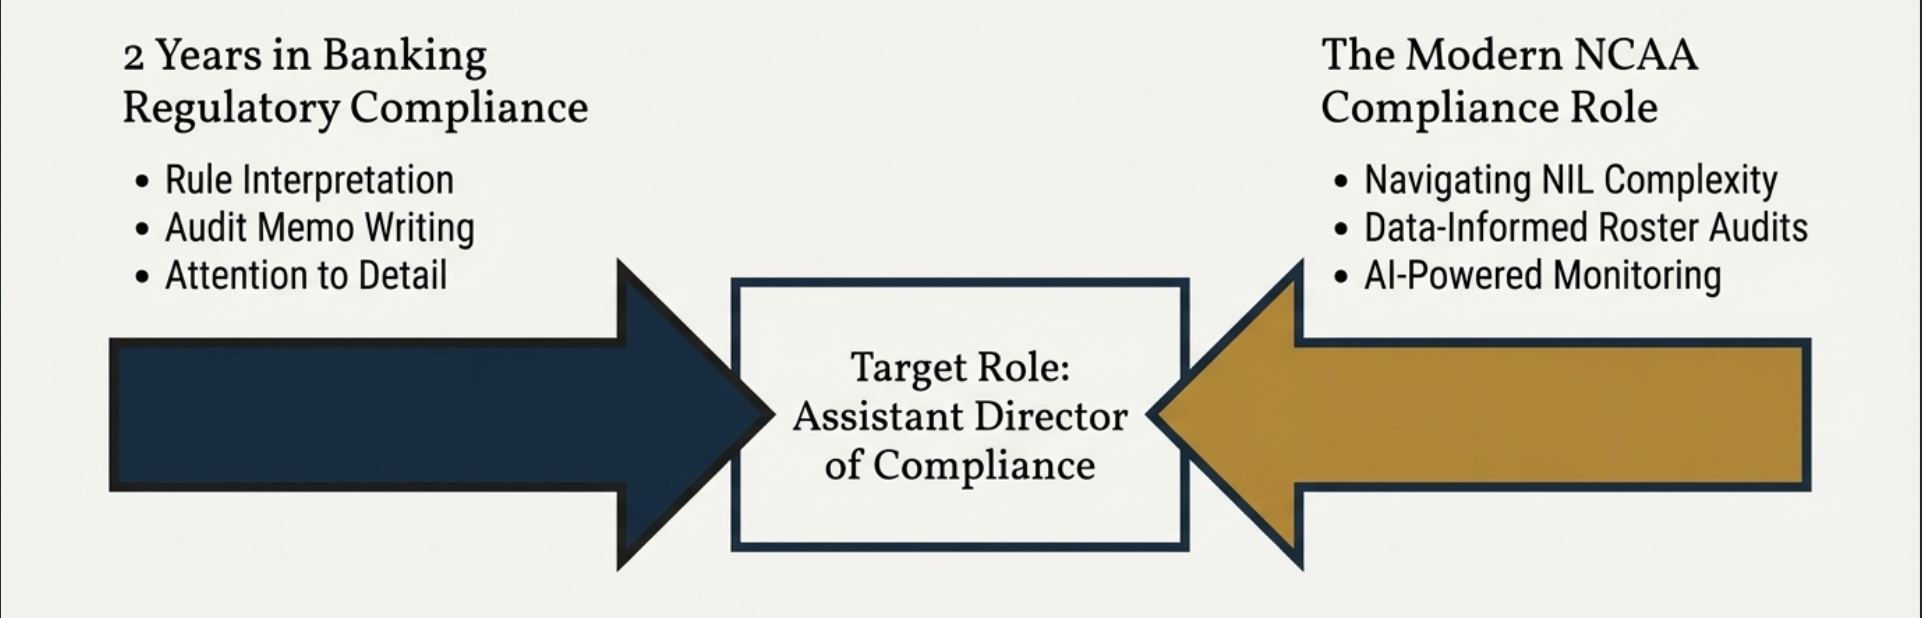 2 Years in Banking
Regulatory Compliance
• Rule Interpretation
• Audit Memo Writing
• Attention to Detail
Target Role:
Assistant Director
of Compliance
The Modern NCAA
Compliance Role
• Navigating NIL Complexity
• Data-Informed Roster Audits
• AI-Powered Monitoring